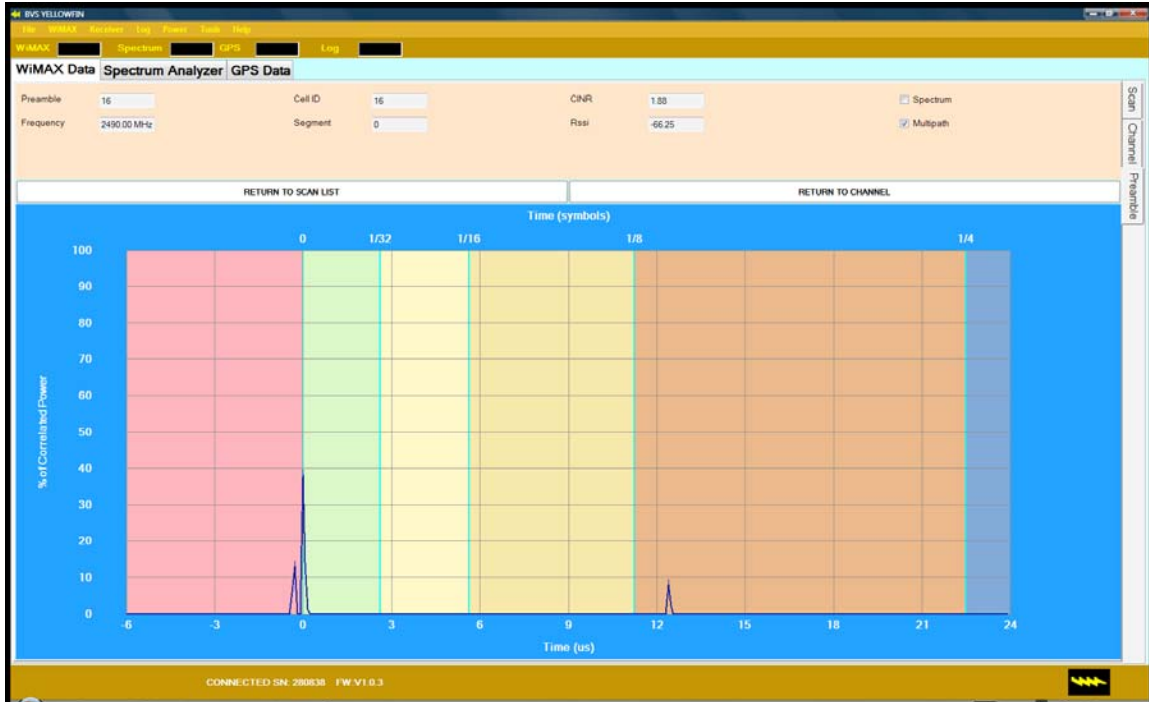 BVS YELLOWFIN
File WiMAX Receiver Log Power Tools Help
WiMAX Spectrum GPS Log
WiMAX Data Spectrum Analyzer GPS Data
Preamble 16 Cell ID 16 CINR 1.88 Spectrum
Frequency 2490.00 MHz Segment 0 Rssi -66.25 Multipath
Scan
Channel
Preamble
RETURN TO SCAN LIST RETURN TO CHANNEL
Time (symbols)
0 1/32 1/16 1/8 1/4
100
90
80
70
60
50
40
30
20
10
0
% of Correlated Power
-6 -3 0 3 6 9 12 15 18 21 24
Time (us)
CONNECTED SN: 280838 FW:V1.0.3